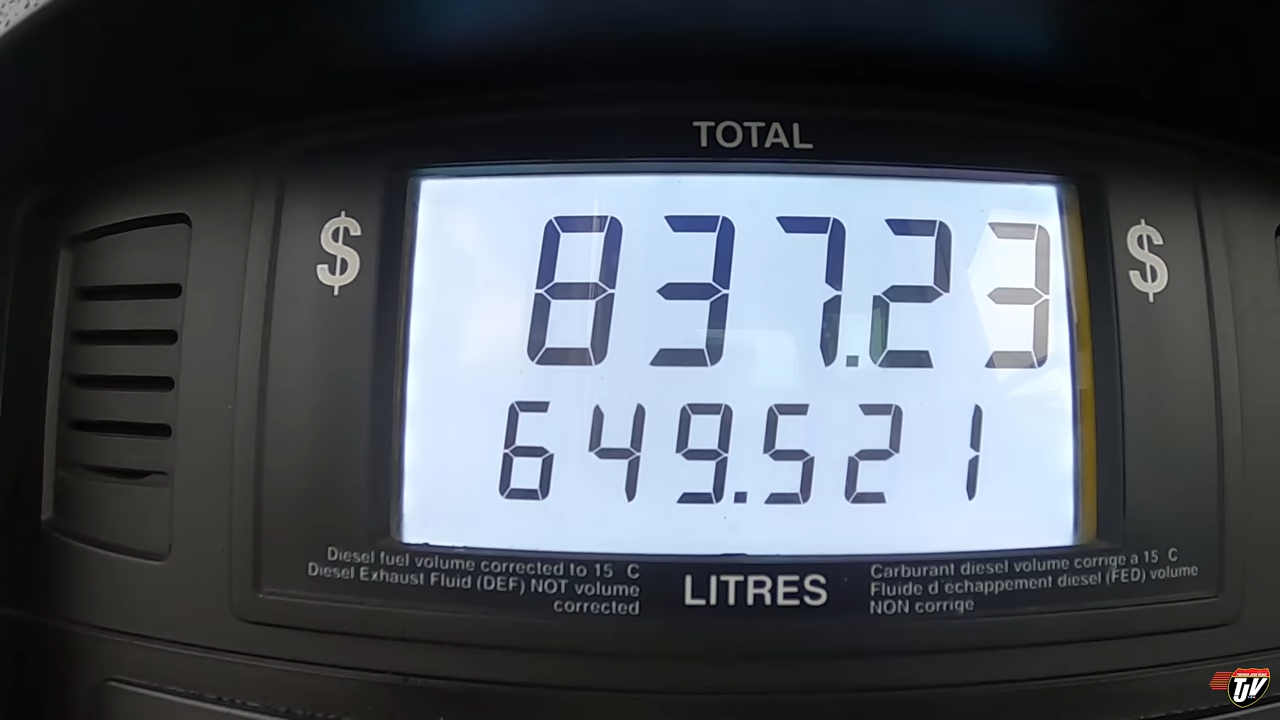 TOTAL
$ 837.23 $
649.521
LITRES
Diesel fuel volume corrected to 15 C
Diesel Exhaust Fluid (DEF) NOT volume
corrected
Carburant diesel volume corrige a 15 C
Fluide d'echappement diesel (FED) volume
NON corrige
TJV